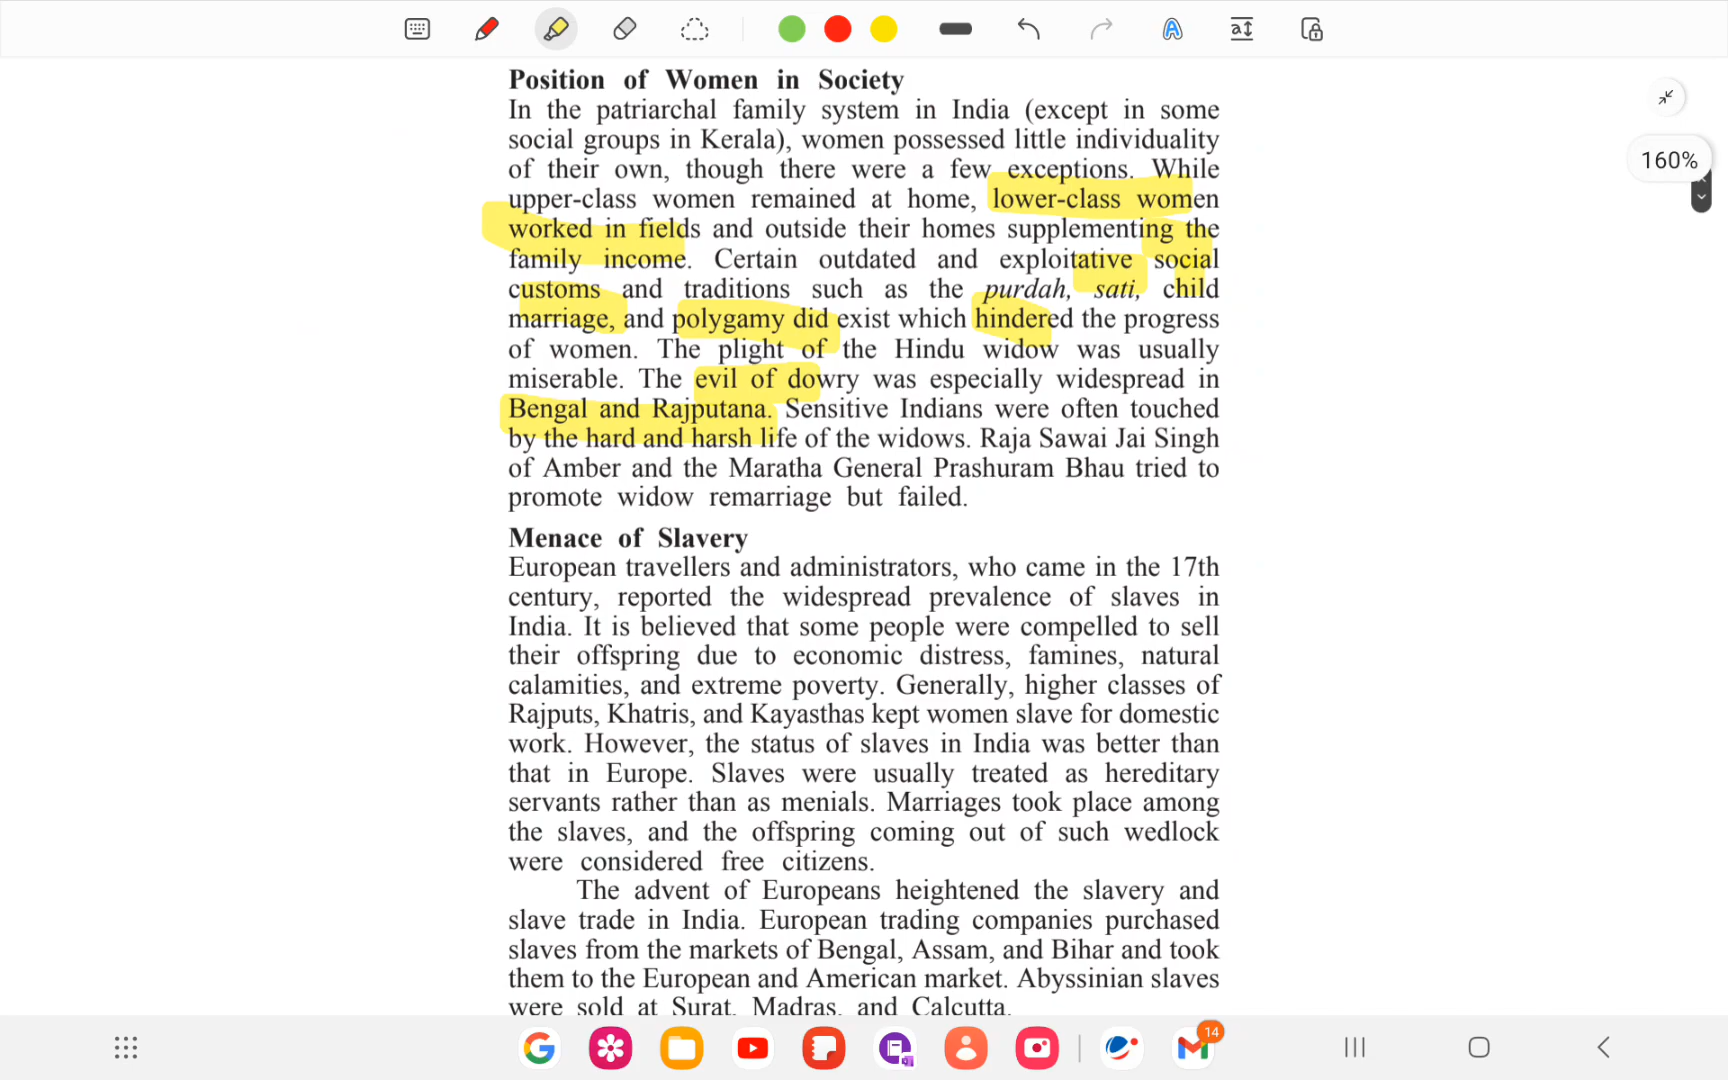 160%
Position of Women in Society
In the patriarchal family system in India (except in some
social groups in Kerala), women possessed little individuality
of their own, though there were a few exceptions. While
upper-class women remained at home, lower-class women
worked in fields and outside their homes supplementing the
family income. Certain outdated and exploitative social
customs and traditions such as the purdah, sati, child
marriage, and polygamy did exist which hindered the progress
of women. The plight of the Hindu widow was usually
miserable. The evil of dowry was especially widespread in
Bengal and Rajputana. Sensitive Indians were often touched
by the hard and harsh life of the widows. Raja Sawai Jai Singh
of Amber and the Maratha General Prashuram Bhau tried to
promote widow remarriage but failed.
Menace of Slavery
European travellers and administrators, who came in the 17th
century, reported the widespread prevalence of slaves in
India. It is believed that some people were compelled to sell
their offspring due to economic distress, famines, natural
calamities, and extreme poverty. Generally, higher classes of
Rajputs, Khatris, and Kayasthas kept women slave for domestic
work. However, the status of slaves in India was better than
that in Europe. Slaves were usually treated as hereditary
servants rather than as menials. Marriages took place among
the slaves, and the offspring coming out of such wedlock
were considered free citizens.
The advent of Europeans heightened the slavery and
slave trade in India. European trading companies purchased
slaves from the markets of Bengal, Assam, and Bihar and took
them to the European and American market. Abyssinian slaves
were sold at Surat, Madras, and Calcutta.
14